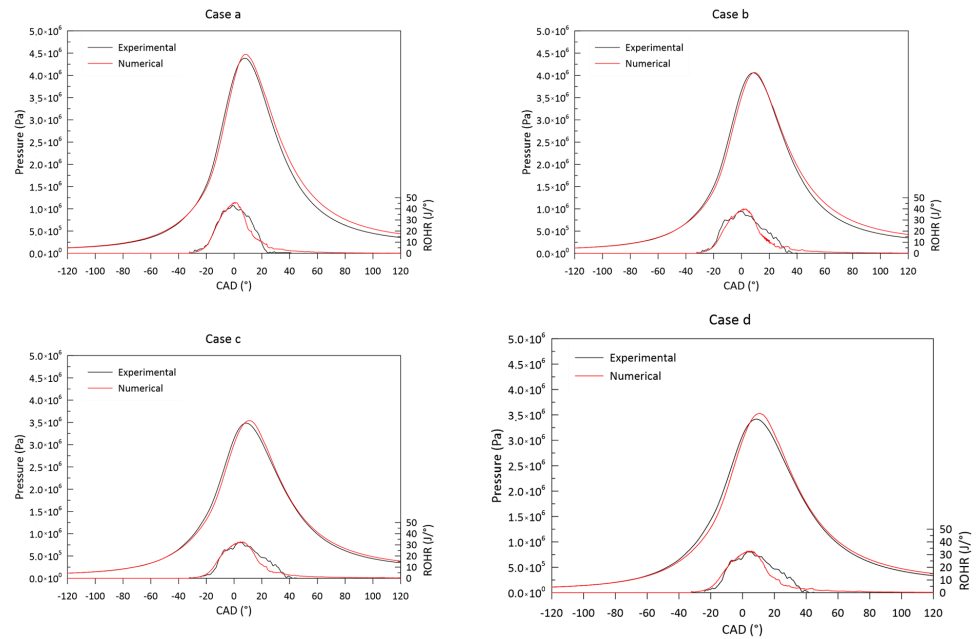 Case a
5.0×10⁶
4.5×10⁶
4.0×10⁶
3.5×10⁶
3.0×10⁶
2.5×10⁶
2.0×10⁶
1.5×10⁶
1.0×10⁶
5.0×10⁵
0.0×10⁰
Pressure (Pa)
Experimental
Numerical
50
40
30
20
10
0
ROHR (J/°)
-120 -100 -80 -60 -40 -20 0 20 40 60 80 100 120
CAD (°)
Case b
5.0×10⁶
4.5×10⁶
4.0×10⁶
3.5×10⁶
3.0×10⁶
2.5×10⁶
2.0×10⁶
1.5×10⁶
1.0×10⁶
5.0×10⁵
0.0×10⁰
Pressure (Pa)
Experimental
Numerical
50
40
30
20
10
0
ROHR (J/°)
-120 -100 -80 -60 -40 -20 0 20 40 60 80 100 120
CAD (°)
Case c
5.0×10⁶
4.5×10⁶
4.0×10⁶
3.5×10⁶
3.0×10⁶
2.5×10⁶
2.0×10⁶
1.5×10⁶
1.0×10⁶
5.0×10⁵
0.0×10⁰
Pressure (Pa)
Experimental
Numerical
50
40
30
20
10
0
ROHR (J/°)
-120 -100 -80 -60 -40 -20 0 20 40 60 80 100 120
CAD (°)
Case d
5.0×10⁶
4.5×10⁶
4.0×10⁶
3.5×10⁶
3.0×10⁶
2.5×10⁶
2.0×10⁶
1.5×10⁶
1.0×10⁶
5.0×10⁵
0.0×10⁰
Pressure (Pa)
Experimental
Numerical
50
40
30
20
10
0
ROHR (J/°)
-120 -100 -80 -60 -40 -20 0 20 40 60 80 100 120
CAD (°)